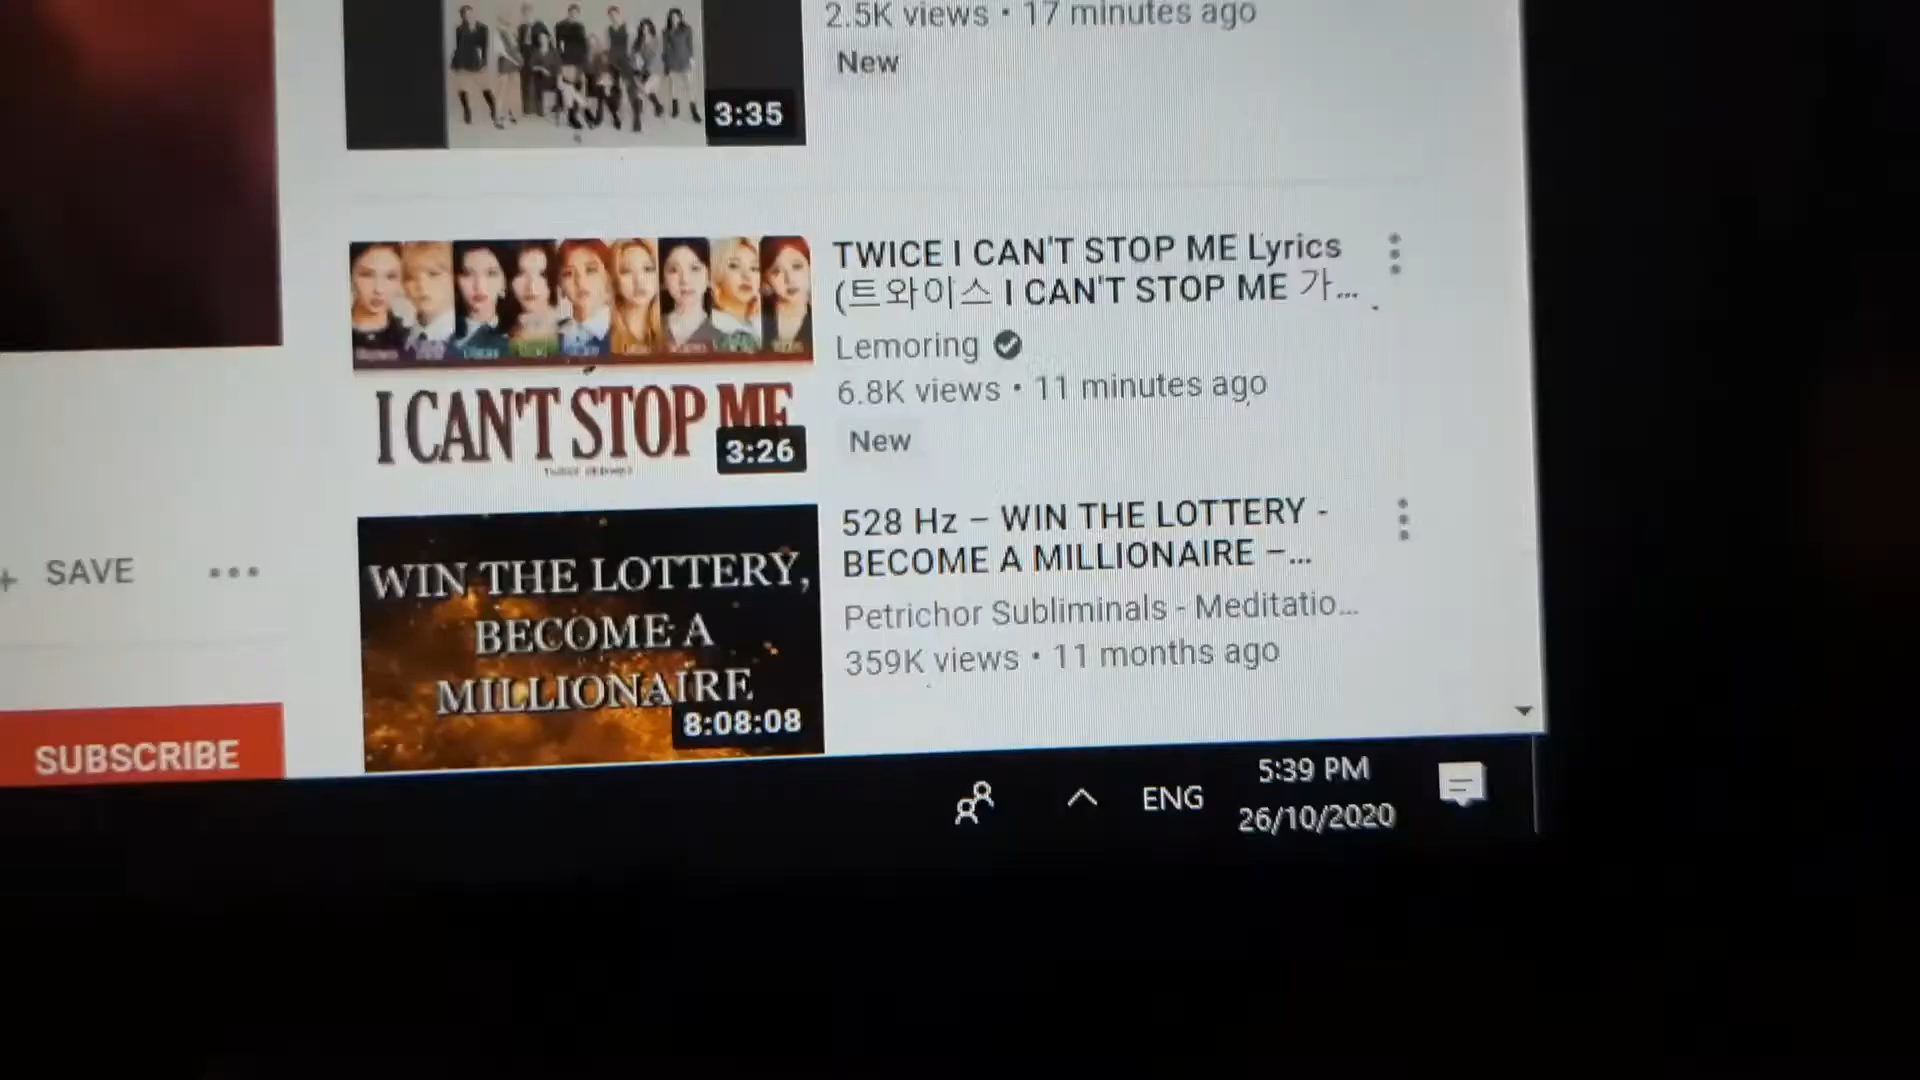 2.5K views • 17 minutes ago
New
3:35
TWICE I CAN'T STOP ME Lyrics
(트와이스 I CAN'T STOP ME 가...
Lemoring
6.8K views • 11 minutes ago
New
I CAN'T STOP ME
3:26
528 Hz – WIN THE LOTTERY -
BECOME A MILLIONAIRE –...
Petrichor Subliminals - Meditatio...
359K views • 11 months ago
WIN THE LOTTERY,
BECOME A
MILLIONAIRE
8:08:08
+ SAVE
SUBSCRIBE
ENG
5:39 PM
26/10/2020